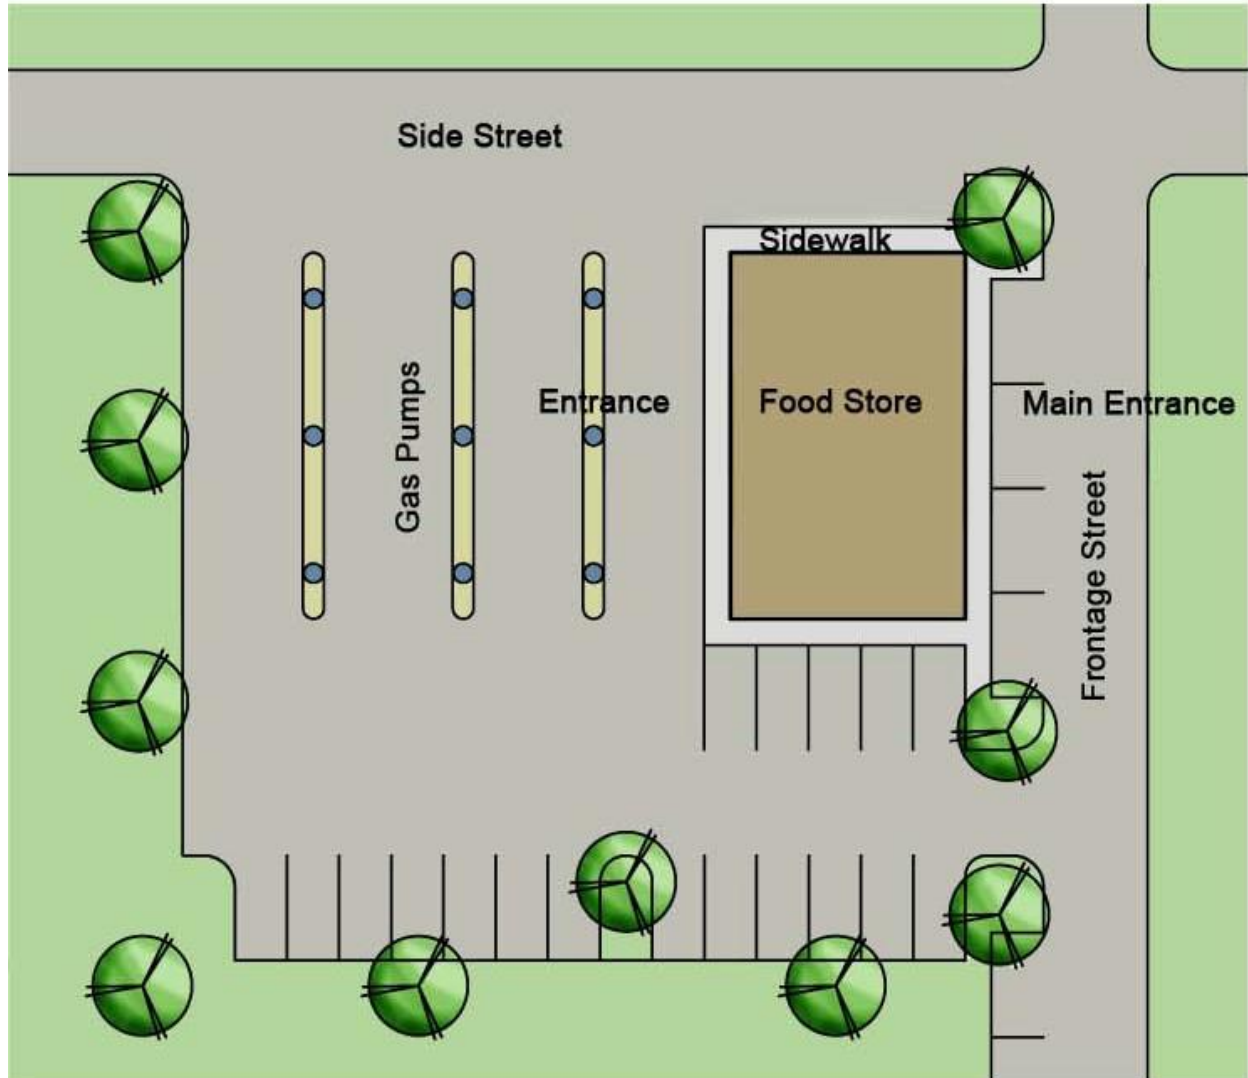 Side Street
Sidewalk
Gas Pumps
Entrance
Food Store
Main Entrance
Frontage Street